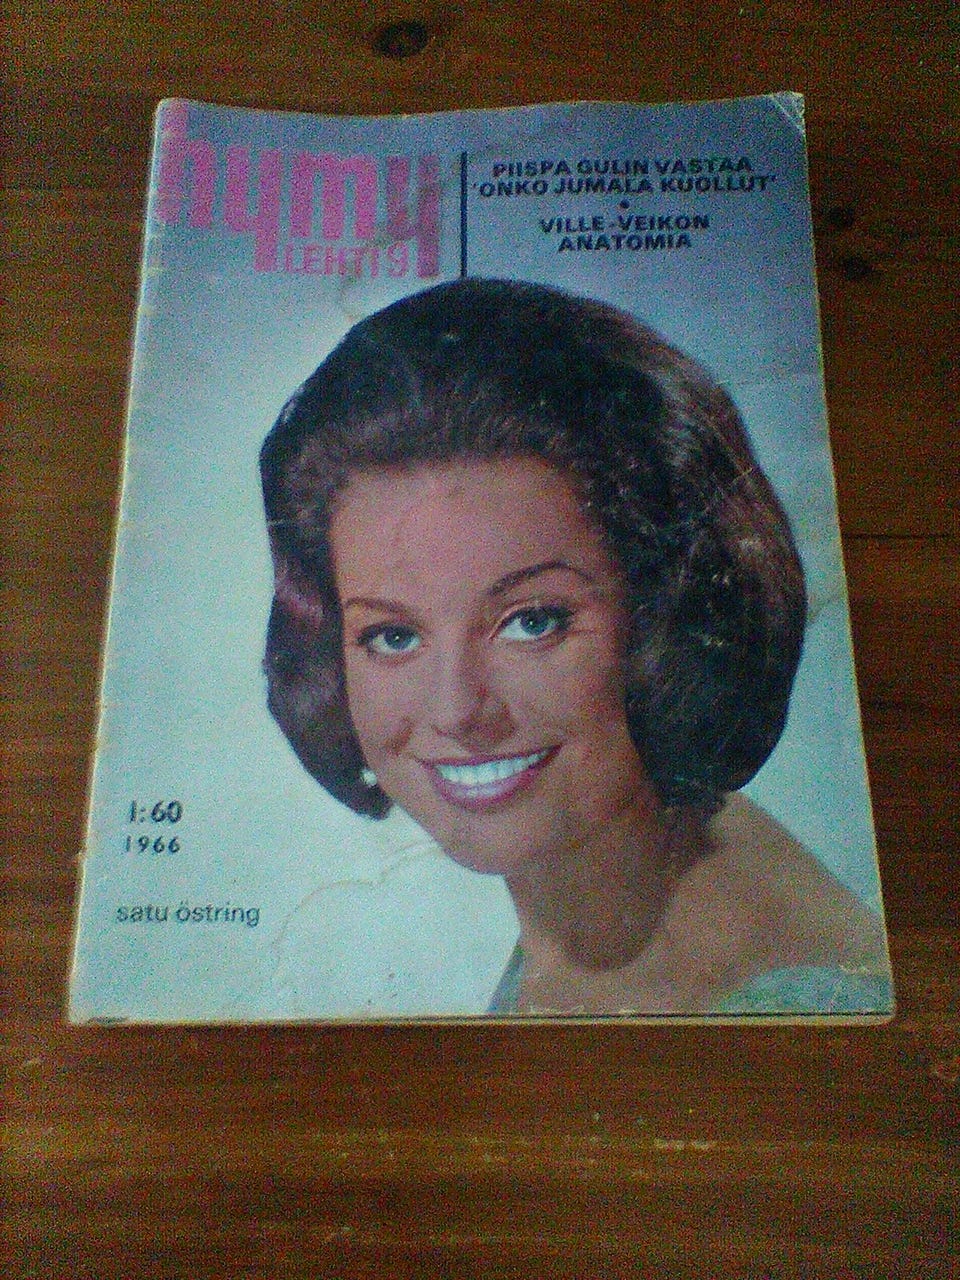 hymy
LEHTI 9
PIISPA GULIN VASTAA
'ONKO JUMALA KUOLLUT'
•
VILLE-VEIKON
ANATOMIA
1:60
1966
satu östring